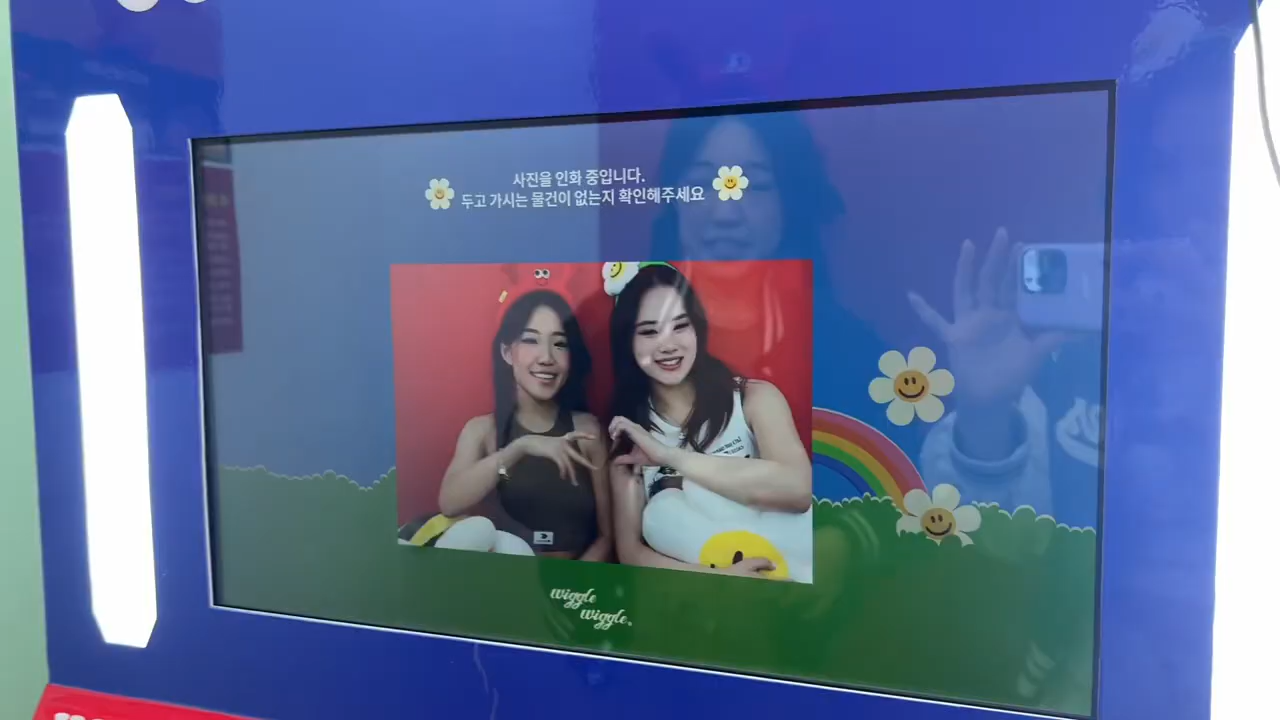 사진을 인화 중입니다.
두고 가시는 물건이 없는지 확인해주세요
wiggle
wiggle.